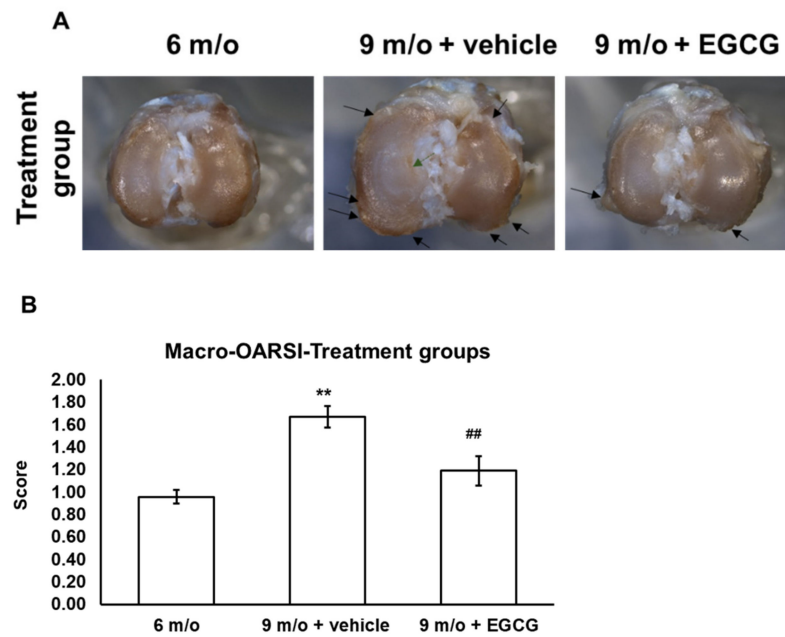 A
6 m/o
9 m/o + vehicle
9 m/o + EGCG
Treatment
group
B
Macro-OARSI-Treatment groups
2.00
1.80
1.60
1.40
1.20
1.00
0.80
0.60
0.40
0.20
0.00
Score
**
##
6 m/o
9 m/o + vehicle
9 m/o + EGCG